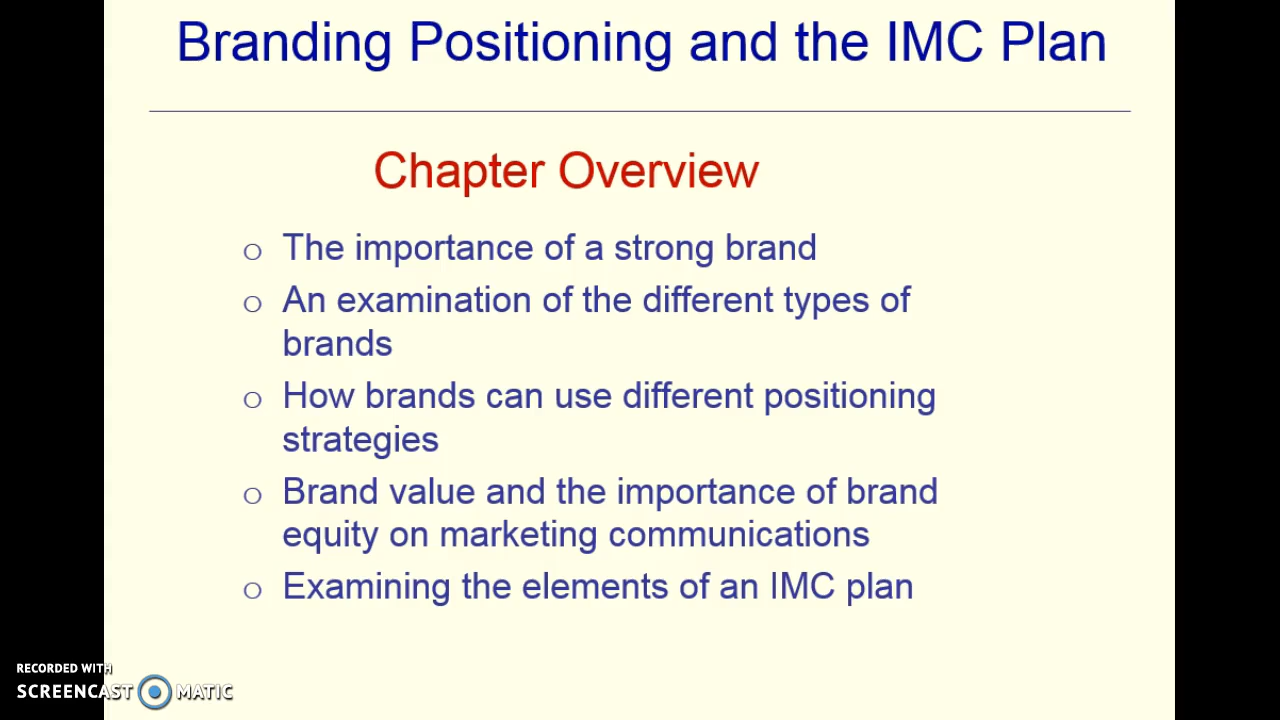 Branding Positioning and the IMC Plan
Chapter Overview
o The importance of a strong brand
o An examination of the different types of
brands
o How brands can use different positioning
strategies
o Brand value and the importance of brand
equity on marketing communications
o Examining the elements of an IMC plan
RECORDED WITH
SCREENCAST MATIC